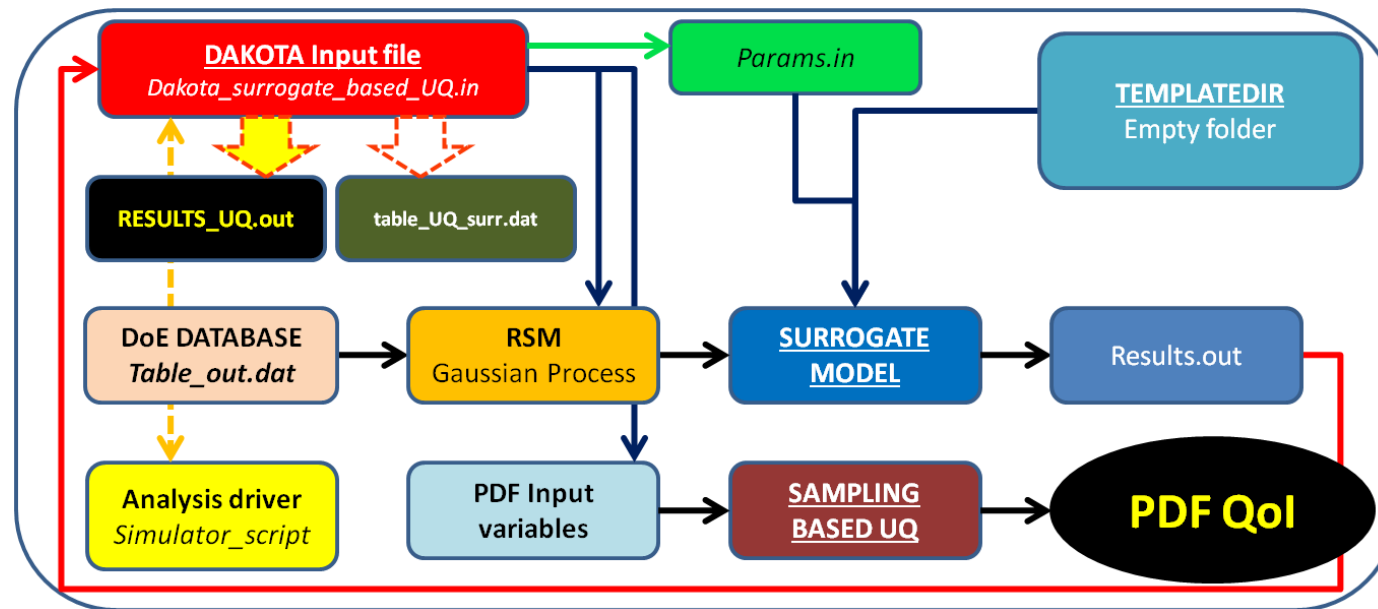 DAKOTA Input file
Dakota_surrogate_based_UQ.in
Params.in
TEMPLATEDIR
Empty folder
RESULTS_UQ.out
table_UQ_surr.dat
DoE DATABASE
Table_out.dat
RSM
Gaussian Process
SURROGATE
MODEL
Results.out
Analysis driver
Simulator_script
PDF Input
variables
SAMPLING
BASED UQ
PDF QoI